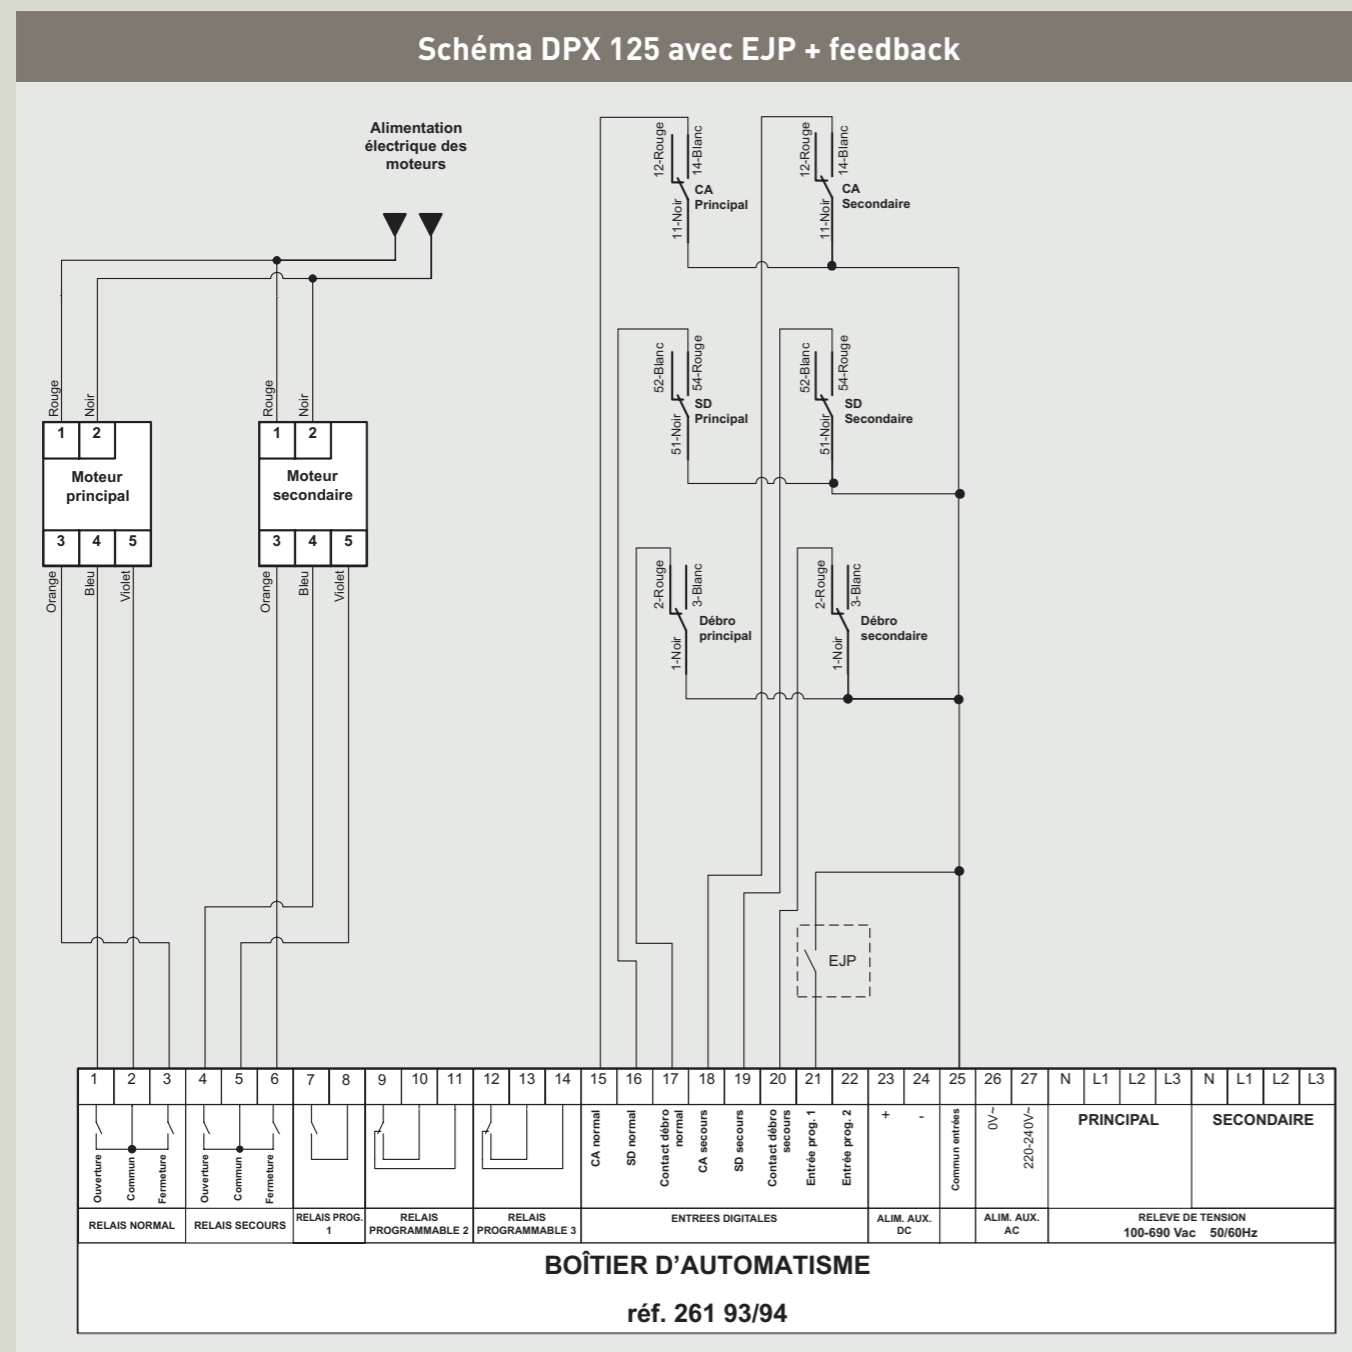 Schéma DPX 125 avec EJP + feedback
Alimentation
électrique des
moteurs
12-Rouge
14-Blanc
CA
Principal
11-Noir
12-Rouge
14-Blanc
CA
Secondaire
11-Noir
52-Blanc
54-Rouge
SD
Principal
51-Noir
52-Blanc
54-Rouge
SD
Secondaire
51-Noir
Rouge
Noir
Rouge
Noir
1 2
Moteur
principal
3 4 5
1 2
Moteur
secondaire
3 4 5
Orange
Bleu
Violet
Orange
Bleu
Violet
2-Rouge
3-Blanc
Débro
principal
1-Noir
2-Rouge
3-Blanc
Débro
secondaire
1-Noir
EJP
1 2 3 4 5 6 7 8 9 10 11 12 13 14 15 16 17 18 19 20 21 22 23 24 25 26 27 N L1 L2 L3 N L1 L2 L3
Ouverture
Commun
Fermeture
Ouverture
Commun
Fermeture
CA normal
SD normal
Contact débro
normal
CA secours
SD secours
Contact débro
secours
Entrée prog. 1
Entrée prog. 2
+
-
Commun entrées
0V~
220-240V~
PRINCIPAL
SECONDAIRE
RELAIS NORMAL
RELAIS SECOURS
RELAIS PROG.
1
RELAIS
PROGRAMMABLE 2
RELAIS
PROGRAMMABLE 3
ENTREES DIGITALES
ALIM. AUX.
DC
ALIM. AUX.
AC
RELEVE DE TENSION
100-690 Vac 50/60Hz
BOÎTIER D'AUTOMATISME
réf. 261 93/94